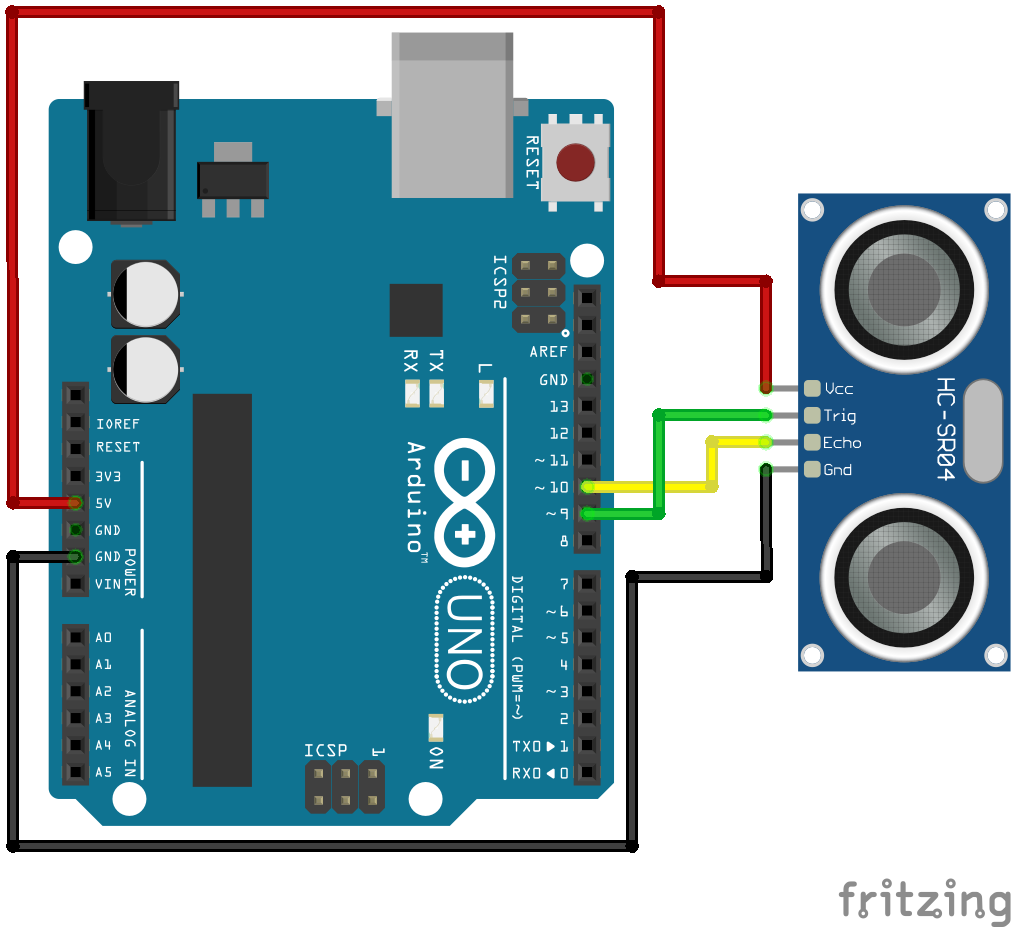 RESET
ICSP2
AREF
GND
13
12
~11
~10
~9
8
RX
TX
L
IOREF
RESET
3V3
5V
GND
GND
VIN
POWER
Arduino™
UNO
DIGITAL (PWM=~)
7
~6
~5
4
~3
2
TX0▶1
RX0◀0
A0
A1
A2
A3
A4
A5
ANALOG IN
ICSP
1
ON
Vcc
Trig
Echo
Gnd
HC-SR04
fritzing